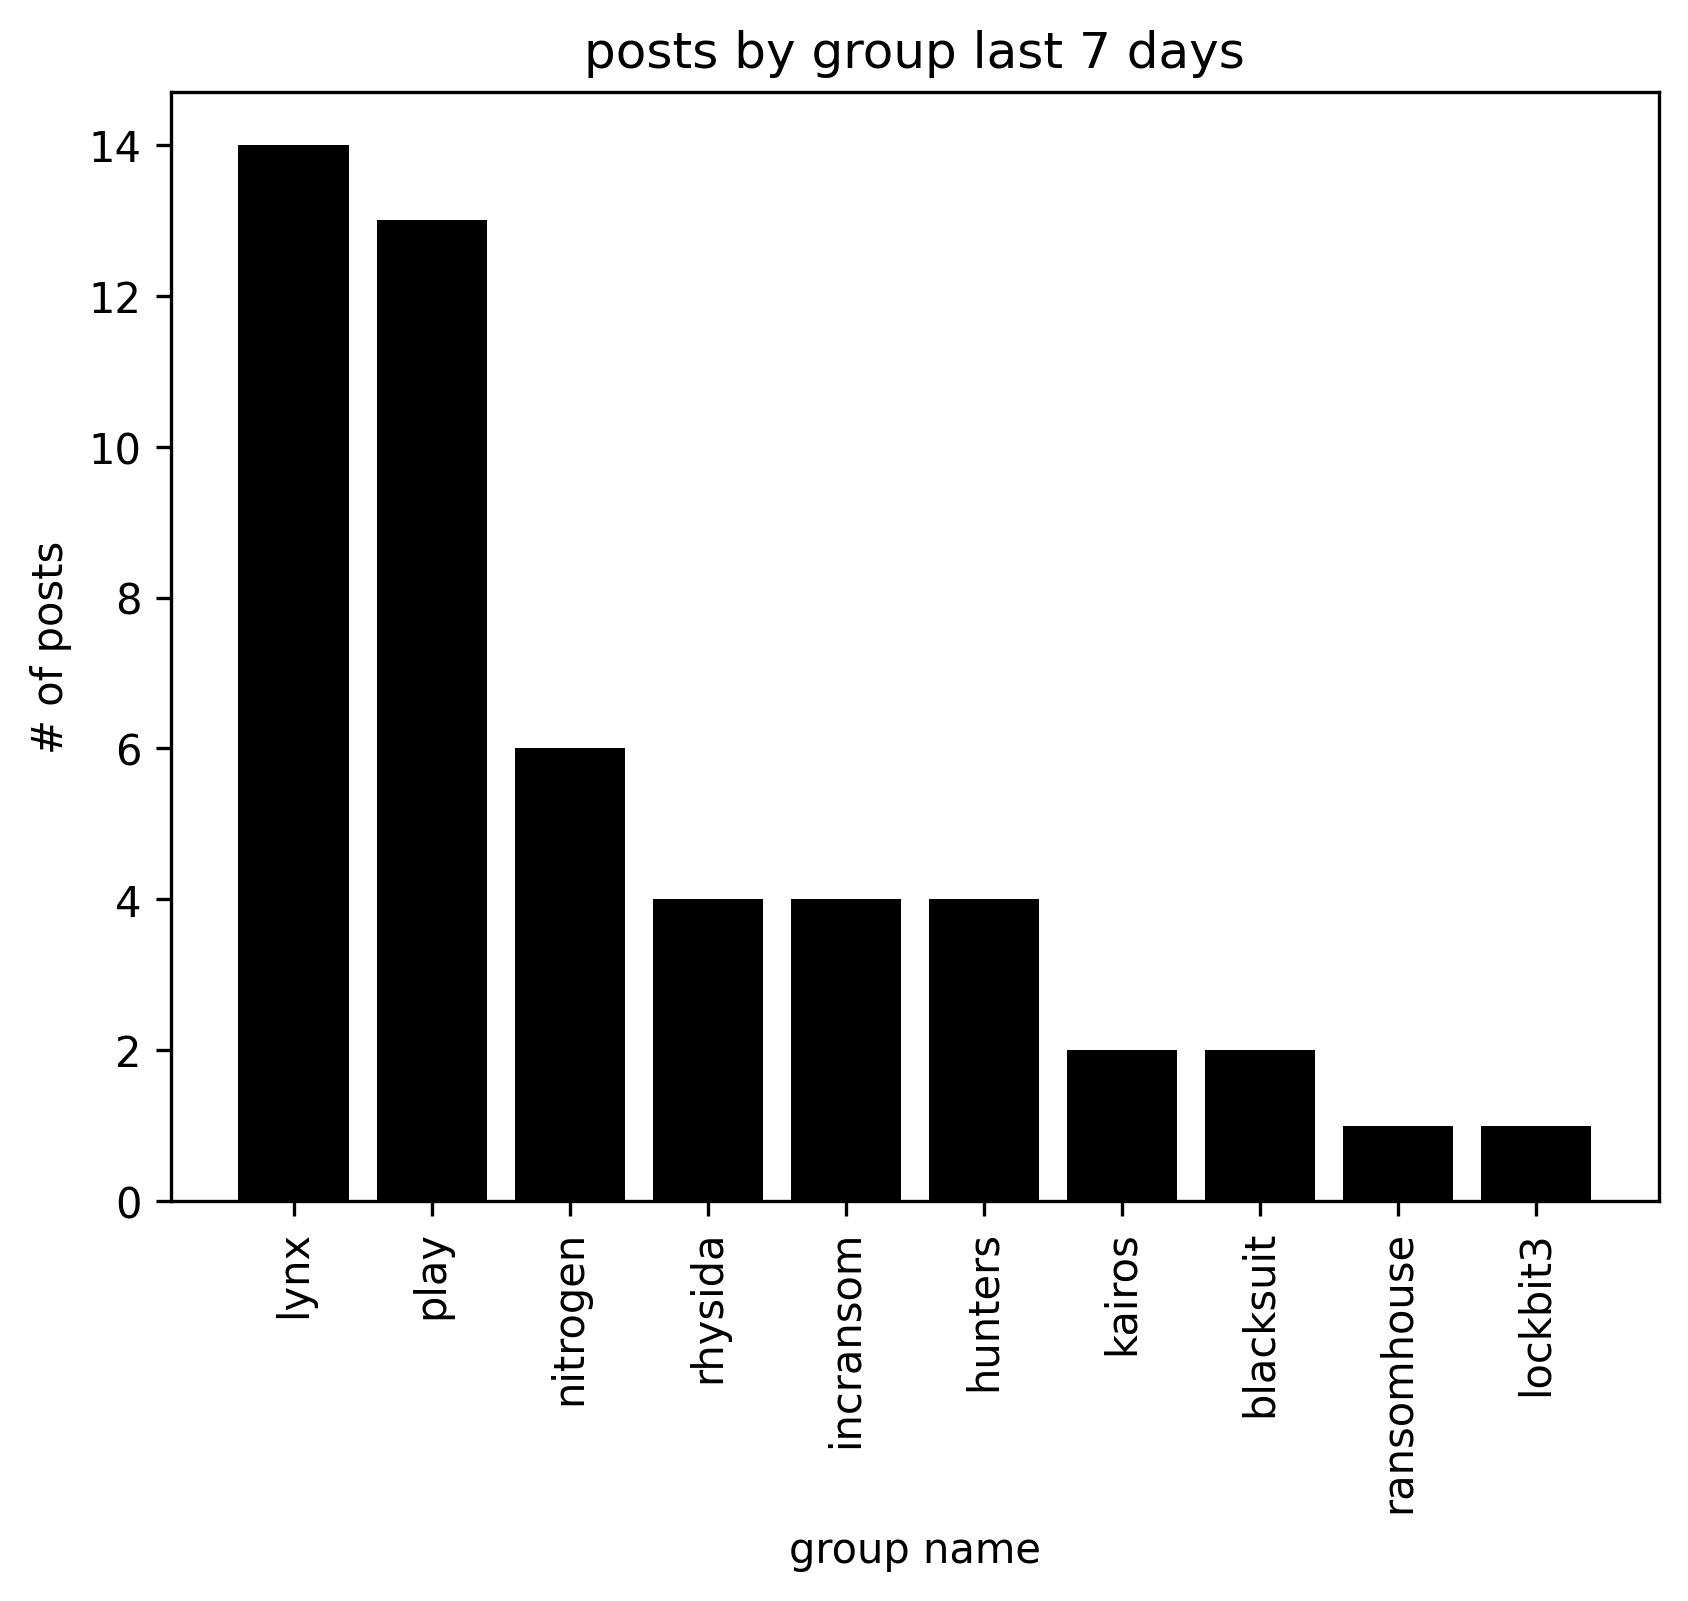 posts by group last 7 days
14
12
10
8
6
4
2
0
# of posts
lynx
play
nitrogen
rhysida
incransom
hunters
kairos
blacksuit
ransomhouse
lockbit3
group name